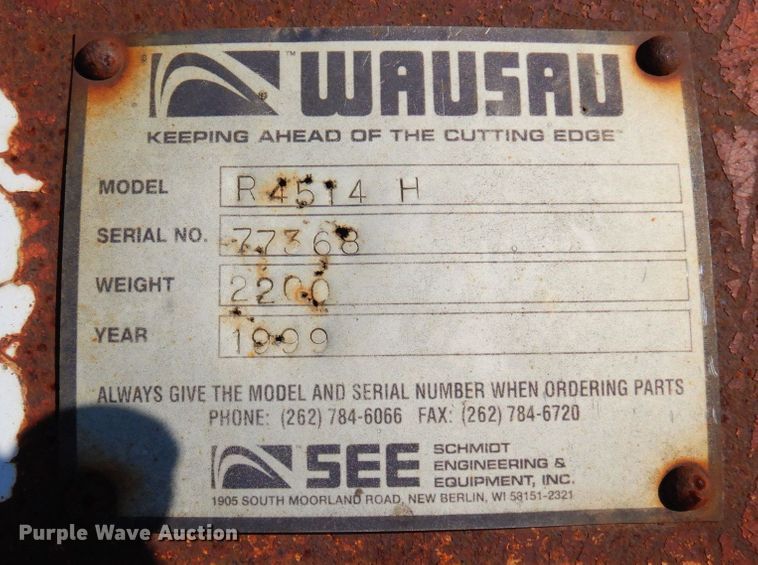 WAUSAU
KEEPING AHEAD OF THE CUTTING EDGE™
MODEL R4514 H
SERIAL NO. 77368
WEIGHT 2200
YEAR 1999
ALWAYS GIVE THE MODEL AND SERIAL NUMBER WHEN ORDERING PARTS
PHONE: (262) 784-6066 FAX: (262) 784-6720
SEE SCHMIDT
ENGINEERING &
EQUIPMENT, INC.
1905 SOUTH MOORLAND ROAD, NEW BERLIN, WI 53151-2321
Purple Wave Auction